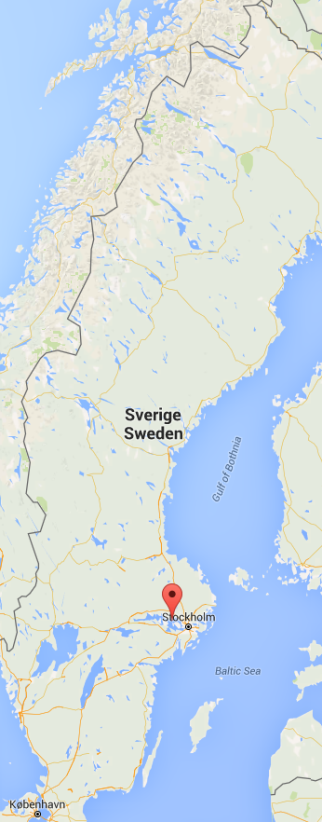 Sverige
Sweden
Gulf of Bothnia
Stockholm
Baltic Sea
København